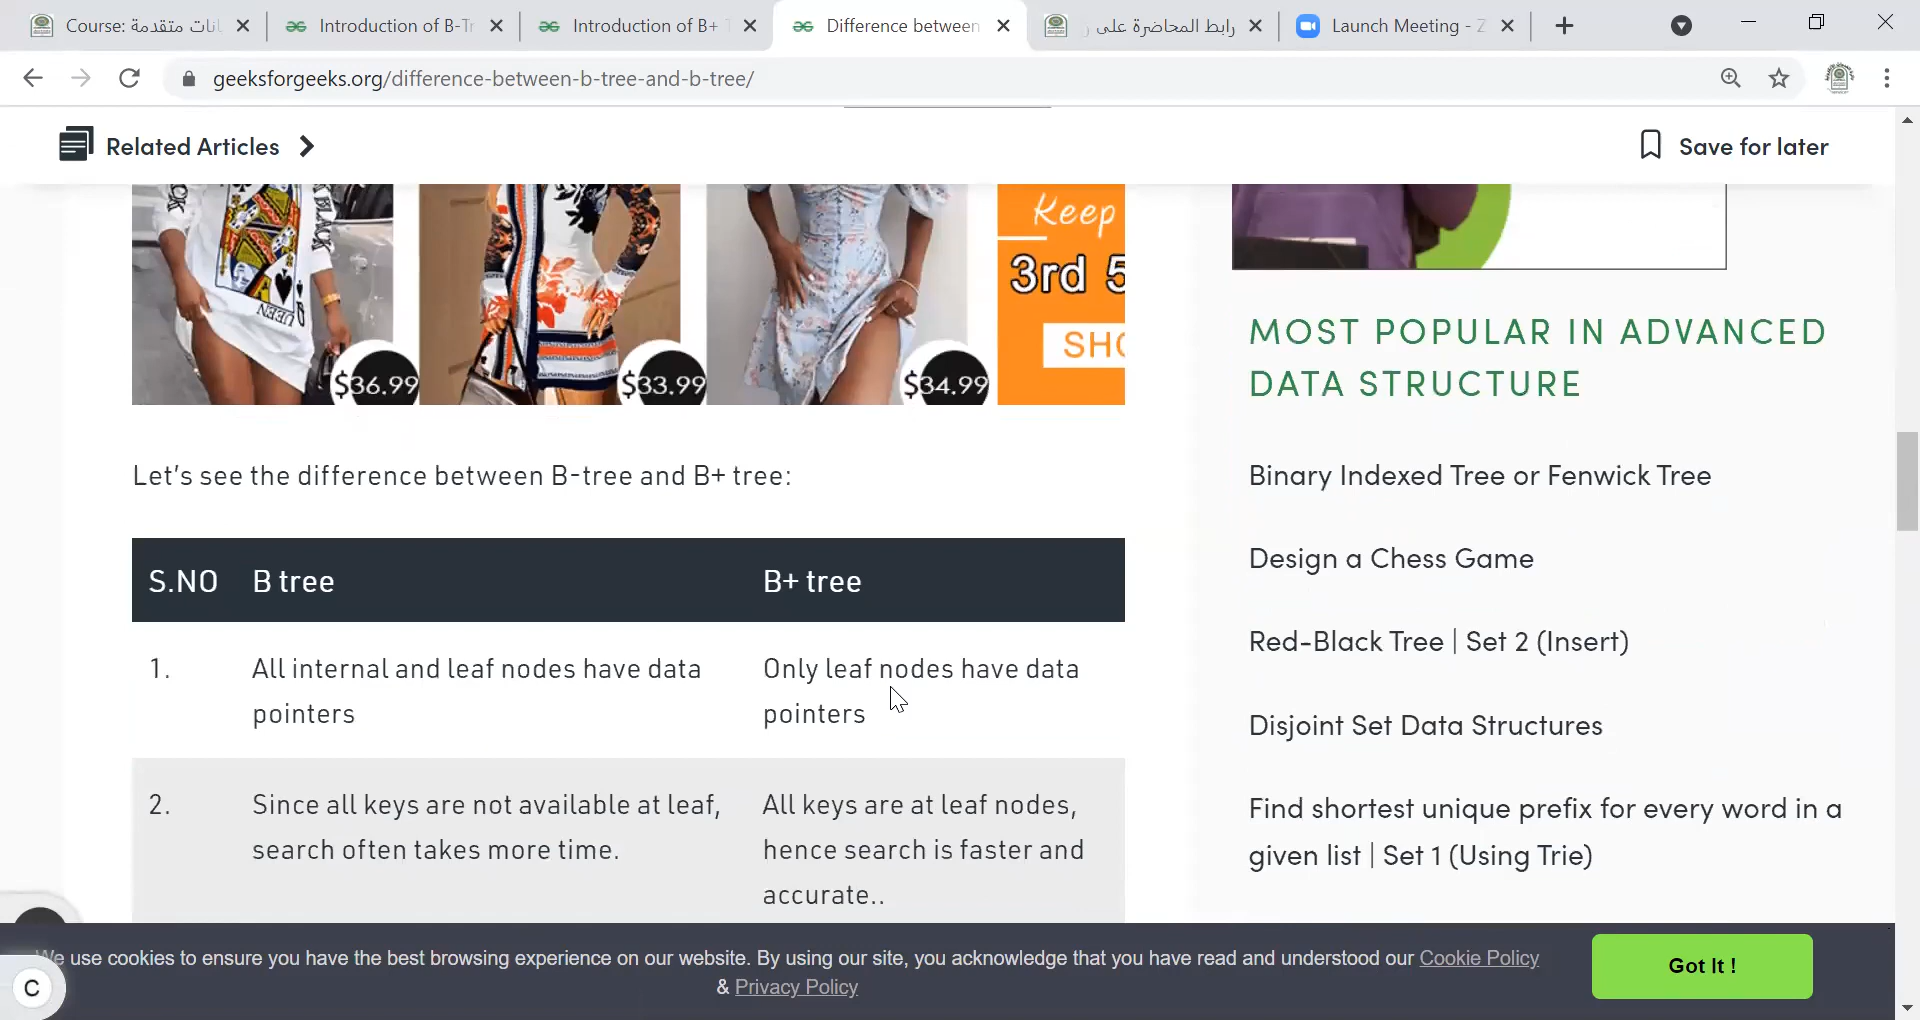 Course: انات متقدمة
Introduction of B-Tr
Introduction of B+ T
Difference between
رابط المحاضرة على ز
Launch Meeting - Z
geeksforgeeks.org/difference-between-b-tree-and-b-tree/
Related Articles
Save for later
BLACK
QUEEN
$36.99
$33.99
$34.99
Keep
3rd 5
SHO
MOST POPULAR IN ADVANCED
DATA STRUCTURE
Let's see the difference between B-tree and B+ tree:
Binary Indexed Tree or Fenwick Tree
Design a Chess Game
Red-Black Tree | Set 2 (Insert)
Disjoint Set Data Structures
Find shortest unique prefix for every word in a
given list | Set 1 (Using Trie)
S.NO B tree B+ tree
1. All internal and leaf nodes have data Only leaf nodes have data
pointers pointers
2. Since all keys are not available at leaf, All keys are at leaf nodes,
search often takes more time. hence search is faster and
accurate..
We use cookies to ensure you have the best browsing experience on our website. By using our site, you acknowledge that you have read and understood our Cookie Policy
& Privacy Policy
Got It !
C